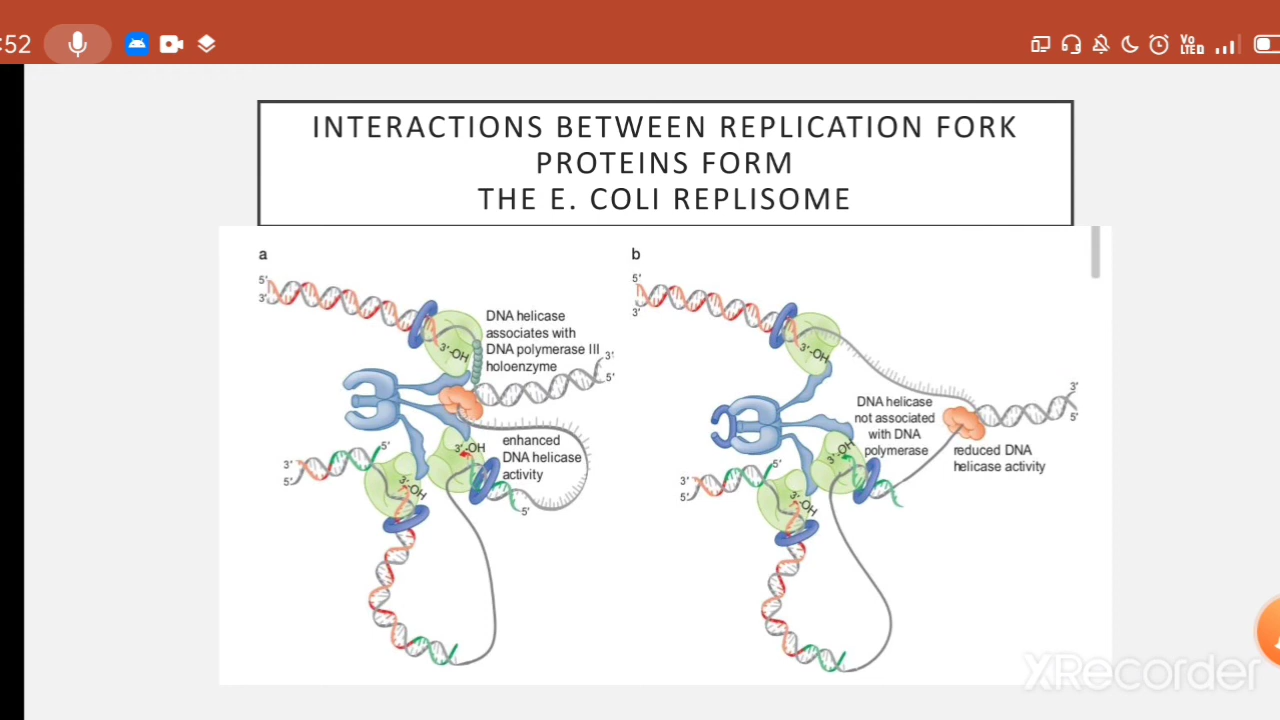 :52
Vo
LTE D
INTERACTIONS BETWEEN REPLICATION FORK
PROTEINS FORM
THE E. COLI REPLISOME
a
5'
3'
DNA helicase
associates with
DNA polymerase III
holoenzyme
3'-OH
3'
5'
3'-OH
enhanced
DNA helicase
activity
5'
3'
5'
3'-OH
5'
b
5'
3'
3'-OH
DNA helicase
not associated
with DNA
polymerase
3'
5'
reduced DNA
helicase activity
3'-OH
5'
3'
5'
3'-OH
XRecorder